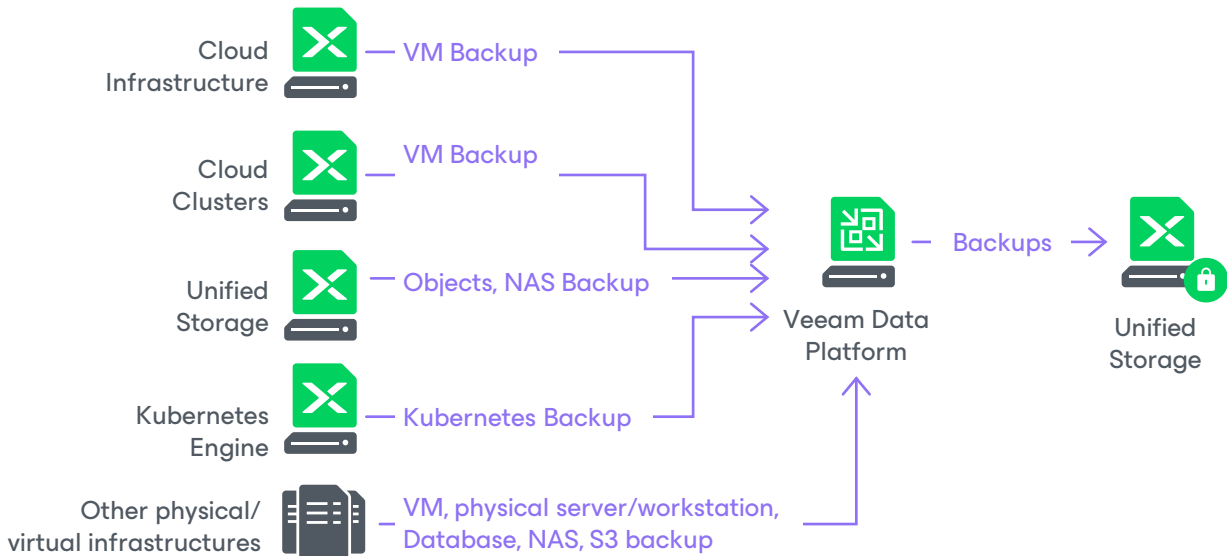 Cloud
Infrastructure
VM Backup
Cloud
Clusters
VM Backup
Unified
Storage
Objects, NAS Backup
Kubernetes
Engine
Kubernetes Backup
Other physical/
virtual infrastructures
VM, physical server/workstation,
Database, NAS, S3 backup
Veeam Data
Platform
Backups
Unified
Storage